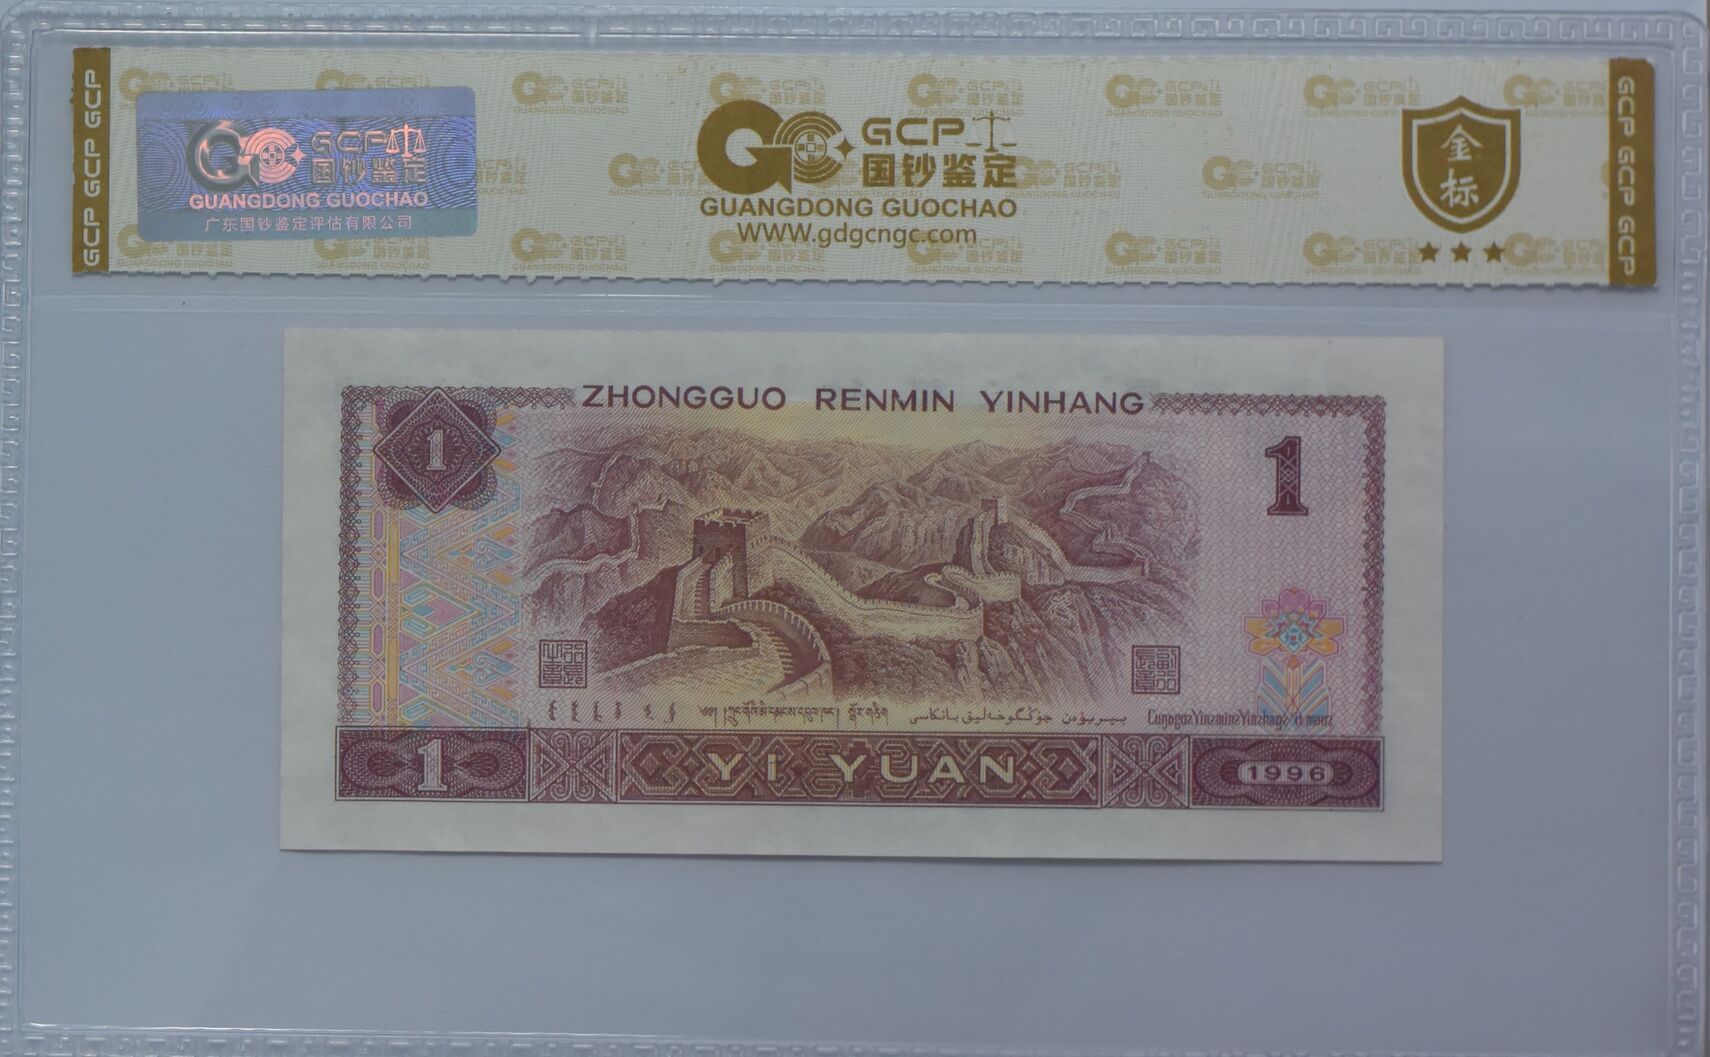 GCP GCP GCP
GCP
国钞鉴定
GUANGDONG GUOCHAO
广东国钞鉴定评估有限公司
GCP
国钞鉴定
GUANGDONG GUOCHAO
WWW.gdgcngc.com
金标
GCP GCP GCP
ZHONGGUO RENMIN YINHANG
1
1
1 YI YUAN 1996